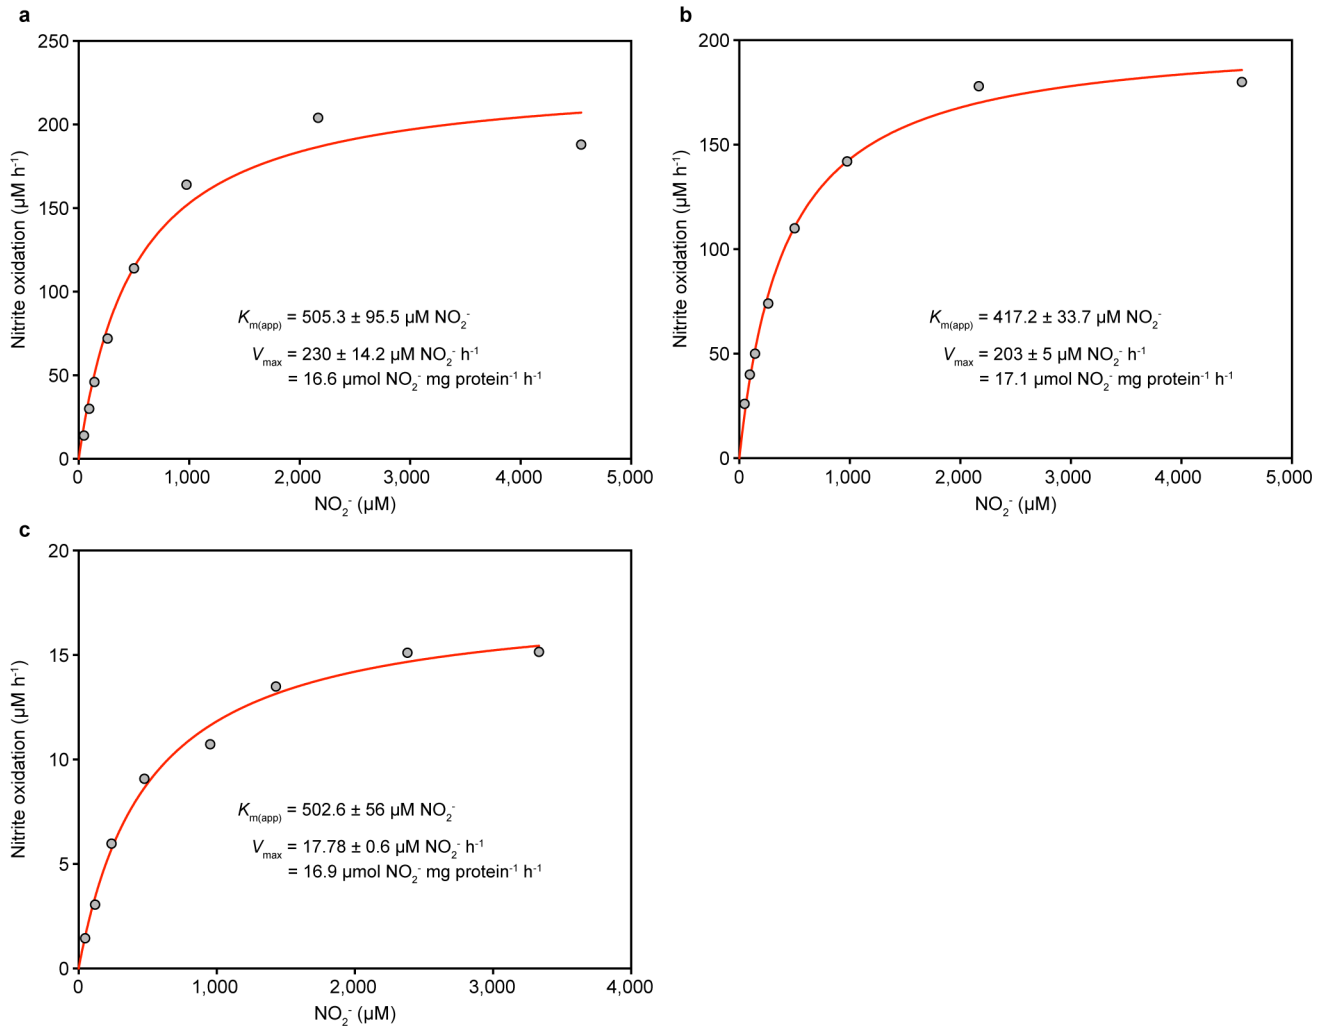 a
250
200
150
100
50
0
Nitrite oxidation (µM h⁻¹)
K m(app) = 505.3 ± 95.5 µM NO₂⁻
V max = 230 ± 14.2 µM NO₂⁻ h⁻¹
= 16.6 µmol NO₂⁻ mg protein⁻¹ h⁻¹
0 1,000 2,000 3,000 4,000 5,000
NO₂⁻ (µM)
b
200
150
100
50
0
Nitrite oxidation (µM h⁻¹)
K m(app) = 417.2 ± 33.7 µM NO₂⁻
V max = 203 ± 5 µM NO₂⁻ h⁻¹
= 17.1 µmol NO₂⁻ mg protein⁻¹ h⁻¹
0 1,000 2,000 3,000 4,000 5,000
NO₂⁻ (µM)
c
20
15
10
5
0
Nitrite oxidation (µM h⁻¹)
K m(app) = 502.6 ± 56 µM NO₂⁻
V max = 17.78 ± 0.6 µM NO₂⁻ h⁻¹
= 16.9 µmol NO₂⁻ mg protein⁻¹ h⁻¹
0 1,000 2,000 3,000 4,000
NO₂⁻ (µM)